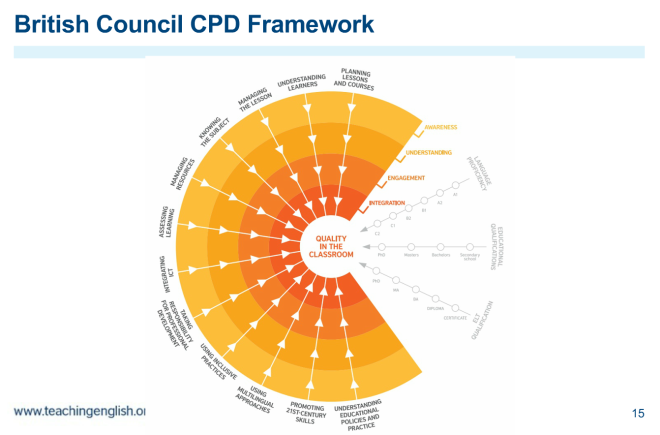 British Council CPD Framework
PLANNING
LESSONS
AND COURSES
UNDERSTANDING
LEARNERS
MANAGING
THE LESSON
KNOWING
THE SUBJECT
MANAGING
RESOURCES
ASSESSING
LEARNING
INTEGRATING
ICT
TAKING
RESPONSIBILITY
FOR PROFESSIONAL
DEVELOPMENT
USING INCLUSIVE
PRACTICES
USING
MULTILINGUAL
APPROACHES
PROMOTING
21ST-CENTURY
SKILLS
UNDERSTANDING
EDUCATIONAL
POLICIES AND
PRACTICE
AWARENESS
UNDERSTANDING
ENGAGEMENT
INTEGRATION
QUALITY
IN THE
CLASSROOM
LANGUAGE
PROFICIENCY
C2
C1
B2
B1
A2
A1
EDUCATIONAL
QUALIFICATIONS
PhD
Masters
Bachelors
Secondary
school
ELT
QUALIFICATION
PhD
MA
BA
DIPLOMA
CERTIFICATE
www.teachingenglish.or
15